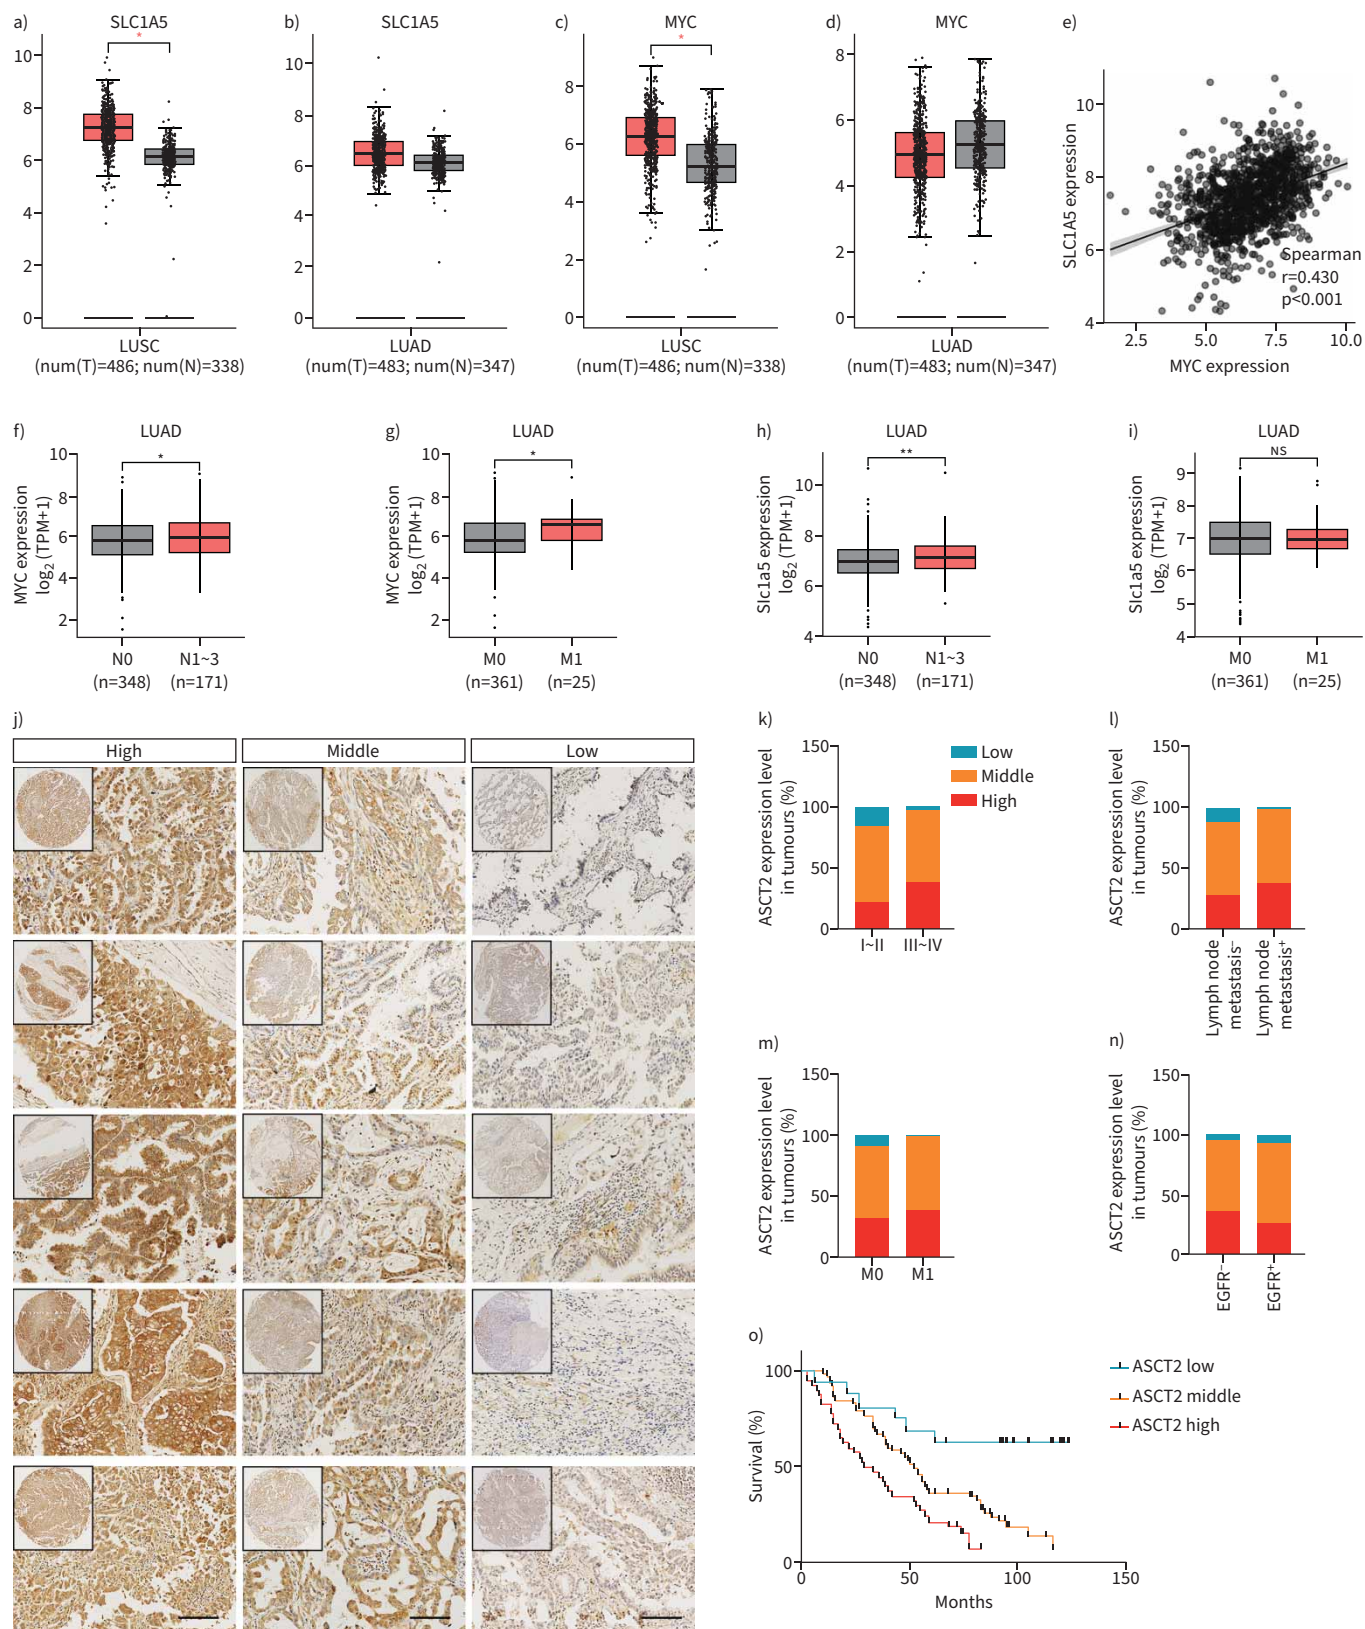 a)
SLC1A5
*
10
8
6
4
2
0
LUSC
(num(T)=486; num(N)=338)
b)
SLC1A5
10
8
6
4
2
0
LUAD
(num(T)=483; num(N)=347)
c)
MYC
*
8
6
4
2
0
LUSC
(num(T)=486; num(N)=338)
d)
MYC
8
6
4
2
0
LUAD
(num(T)=483; num(N)=347)
e)
SLC1A5 expression
10
8
6
4
Spearman
r=0.430
p<0.001
2.5
5.0
7.5
10.0
MYC expression
f)
LUAD
*
MYC expression
log₂ (TPM+1)
10
8
6
4
2
N0
(n=348)
N1~3
(n=171)
g)
LUAD
*
MYC expression
log₂ (TPM+1)
10
8
6
4
2
M0
(n=361)
M1
(n=25)
h)
LUAD
**
Slc1a5 expression
log₂ (TPM+1)
10
8
6
4
N0
(n=348)
N1~3
(n=171)
i)
LUAD
NS
Slc1a5 expression
log₂ (TPM+1)
9
8
7
6
5
4
M0
(n=361)
M1
(n=25)
j)
High
Middle
Low
k)
ASCT2 expression level
in tumours (%)
150
100
50
0
I~II
III~IV
Low
Middle
High
l)
ASCT2 expression level
in tumours (%)
150
100
50
0
Lymph node
metastasis⁻
Lymph node
metastasis⁺
m)
ASCT2 expression level
in tumours (%)
150
100
50
0
M0
M1
n)
ASCT2 expression level
in tumours (%)
150
100
50
0
EGFR⁻
EGFR⁺
o)
Survival (%)
100
50
0
0
50
100
150
Months
ASCT2 low
ASCT2 middle
ASCT2 high